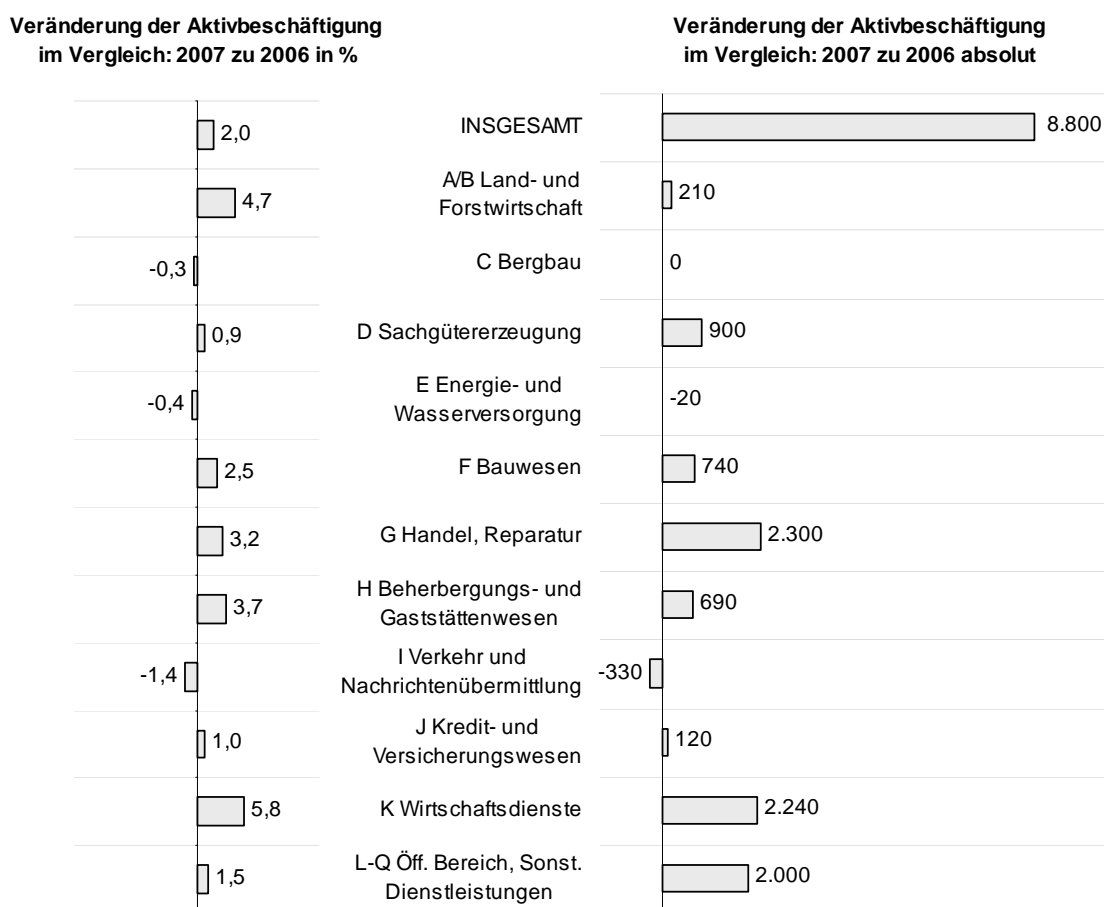 Veränderung der Aktivbeschäftigung
im Vergleich: 2007 zu 2006 in %
Veränderung der Aktivbeschäftigung
im Vergleich: 2007 zu 2006 absolut
2,0
INSGESAMT
8.800
4,7
A/B Land- und
Forstwirtschaft
210
-0,3
C Bergbau
0
0,9
D Sachgütererzeugung
900
-0,4
E Energie- und
Wasserversorgung
-20
2,5
F Bauwesen
740
3,2
G Handel, Reparatur
2.300
3,7
H Beherbergungs- und
Gaststättenwesen
690
-1,4
I Verkehr und
Nachrichtenübermittlung
-330
1,0
J Kredit- und
Versicherungswesen
120
5,8
K Wirtschaftsdienste
2.240
1,5
L-Q Öff. Bereich, Sonst.
Dienstleistungen
2.000